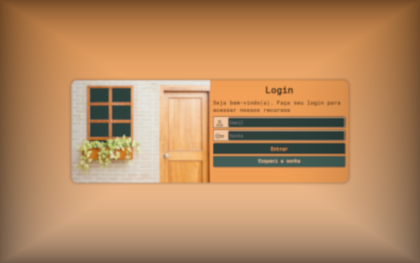 Login
Seja bem-vindo(a). Faça seu login para
acessar nossos recursos
Email
Senha
Entrar
Esqueci a senha